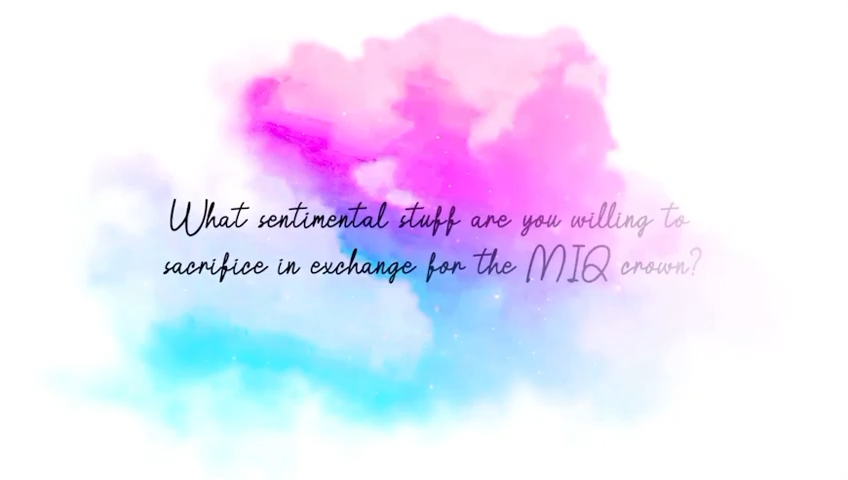 What sentimental stuff are you willing to
sacrifice in exchange for the MIQ crown?